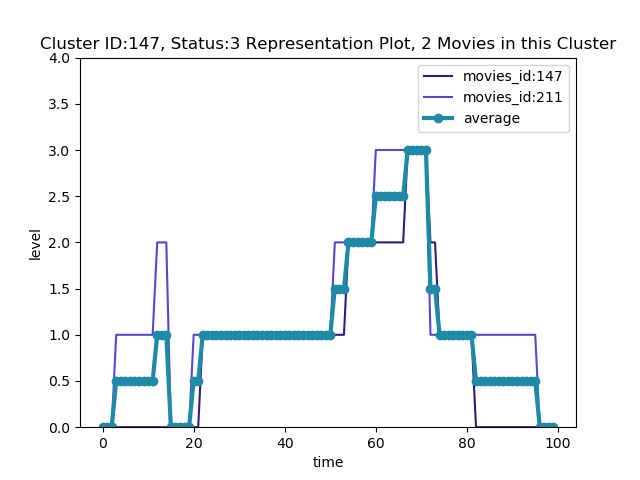 Cluster ID:147, Status:3 Representation Plot, 2 Movies in this Cluster
movies_id:147
movies_id:211
average
4.0
3.5
3.0
2.5
2.0
1.5
1.0
0.5
0.0
level
0 20 40 60 80 100
time